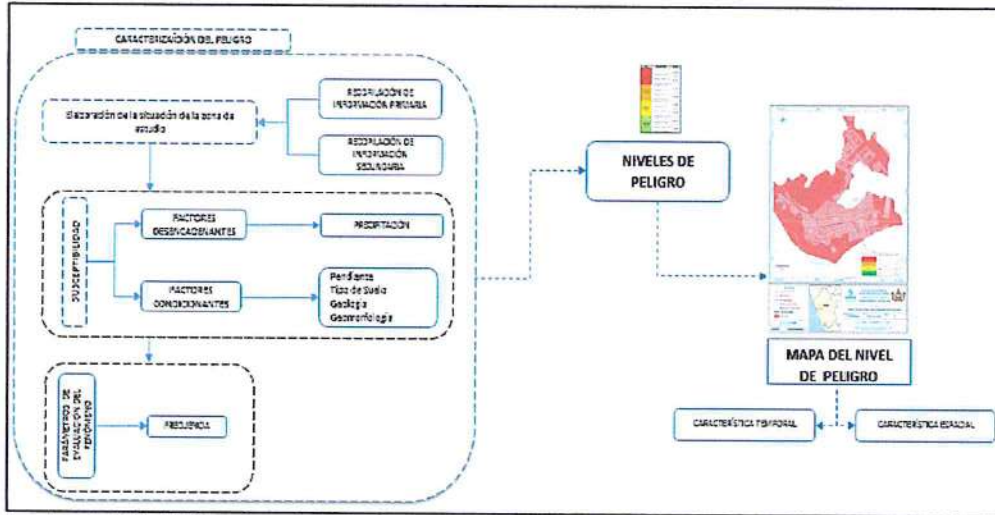 CARACTERIZACIÓN DEL PELIGRO
Elaboración de la situación de la zona de
estudio
RECOPILACIÓN DE
INFORMACIÓN PRIMARIA
RECOPILACIÓN DE
INFORMACIÓN
SECUNDARIA
SUSCEPTIBILIDAD
FACTORES
DESENCADENANTES
PRECIPITACIÓN
FACTORES
CONDICIONANTES
Pendiente
Tipo de Suelo
Geología
Geomorfología
PARÁMETROS DE
EVALUACIÓN DEL
FENÓMENO
FRECUENCIA
NIVELES DE
PELIGRO
MAPA DEL NIVEL
DE PELIGRO
CARACTERÍSTICA TEMPORAL
CARACTERÍSTICA ESPACIAL